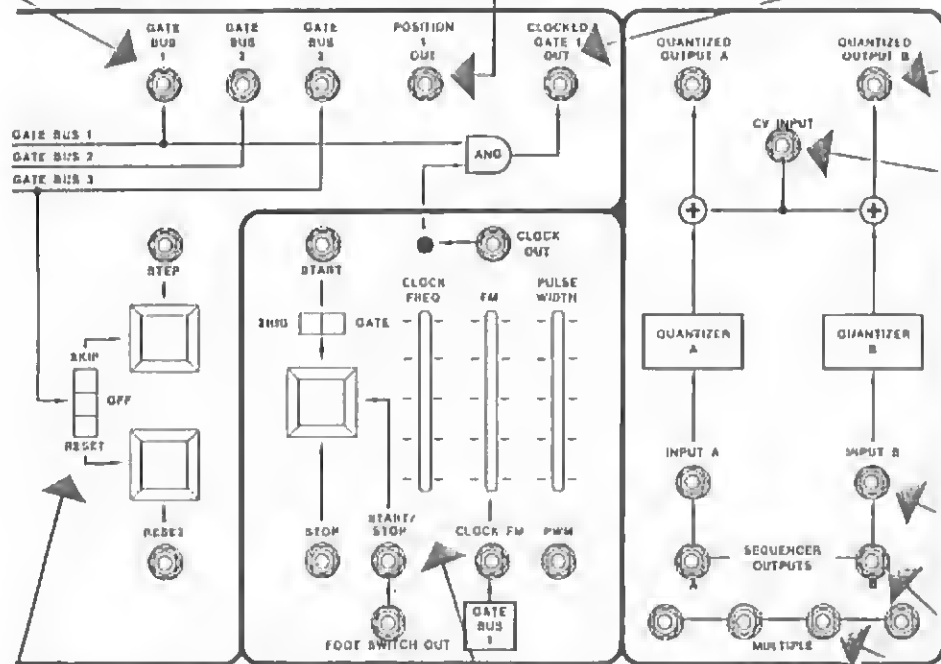 GATE
BUS
1
GATE
BUS
2
GATE
BUS
3
POSITION
1
OUT
CLOCKED
GATE 1
OUT
QUANTIZED
OUTPUT A
QUANTIZED
OUTPUT B
CV INPUT
GATE BUS 1
GATE BUS 2
GATE BUS 3
AND
STEP
START
CLOCK
OUT
CLOCK
FREQ
FM
PULSE
WIDTH
TRIG
GATE
SKIP
OFF
RESET
QUANTIZER
A
QUANTIZER
B
INPUT A
INPUT B
RESET
STOP
START/
STOP
CLOCK FM
PWM
SEQUENCER
OUTPUTS
A
B
GATE
BUS
FOOT SWITCH OUT
MULTIPLE